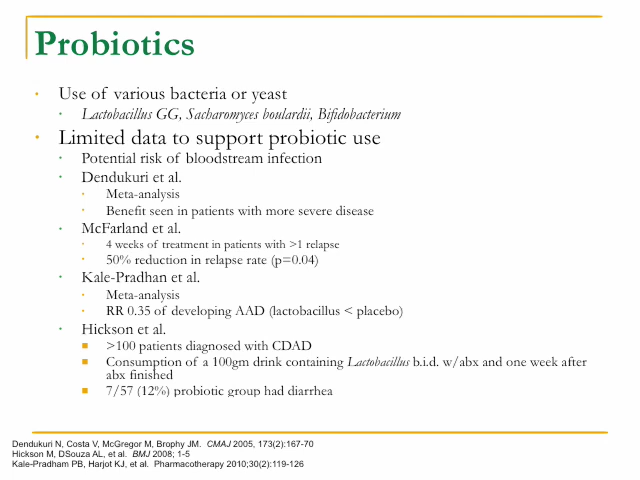 Probiotics
• Use of various bacteria or yeast
• Lactobacillus GG, Sacharomyces boulardii, Bifidobacterium
• Limited data to support probiotic use
• Potential risk of bloodstream infection
• Dendukuri et al.
• Meta-analysis
• Benefit seen in patients with more severe disease
• McFarland et al.
• 4 weeks of treatment in patients with >1 relapse
• 50% reduction in relapse rate (p=0.04)
• Kale-Pradhan et al.
• Meta-analysis
• RR 0.35 of developing AAD (lactobacillus < placebo)
• Hickson et al.
■ >100 patients diagnosed with CDAD
■ Consumption of a 100gm drink containing Lactobacillus b.i.d. w/abx and one week after
abx finished
■ 7/57 (12%) probiotic group had diarrhea
Dendukuri N, Costa V, McGregor M, Brophy JM. CMAJ 2005, 173(2):167-70
Hickson M, DSouza AL, et al. BMJ 2008; 1-5
Kale-Pradham PB, Harjot KJ, et al. Pharmacotherapy 2010;30(2):119-126